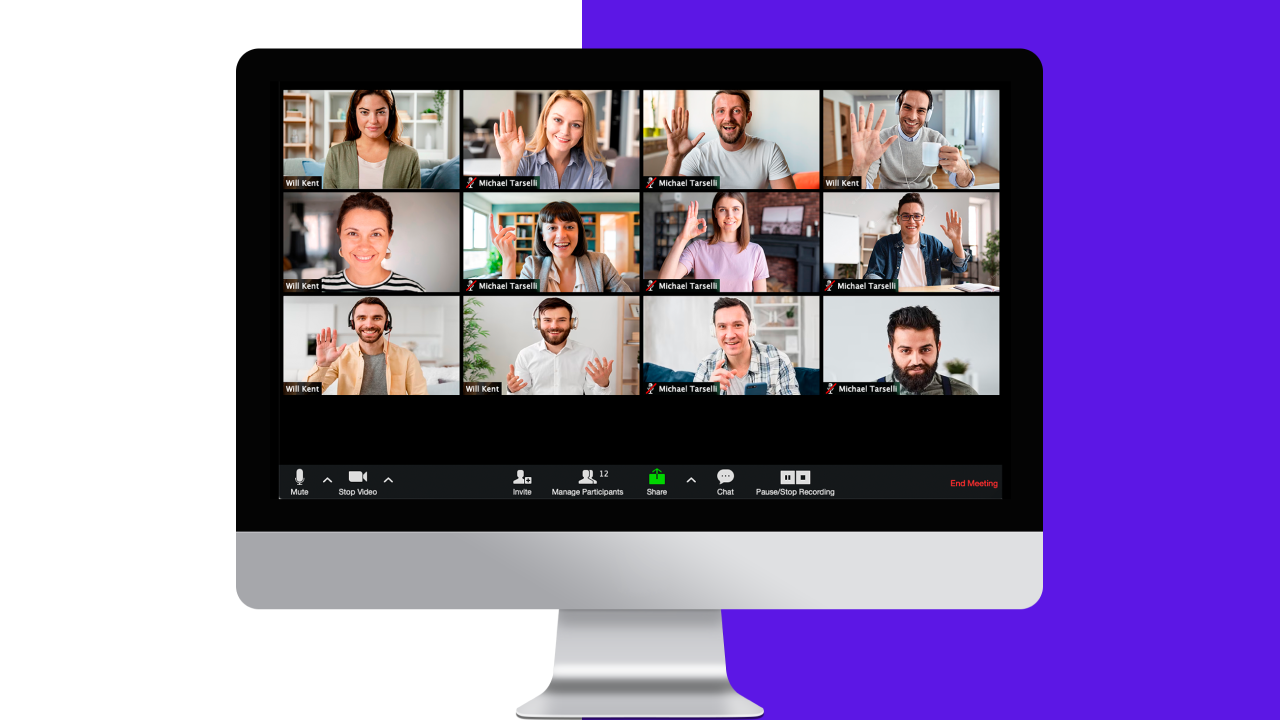 Will Kent
Michael Tarselli
Michael Tarselli
Will Kent
Will Kent
Michael Tarselli
Michael Tarselli
Michael Tarselli
Will Kent
Will Kent
Michael Tarselli
Michael Tarselli
12
Mute
Stop Video
Invite
Manage Participants
Share
Chat
Pause/Stop Recording
End Meeting